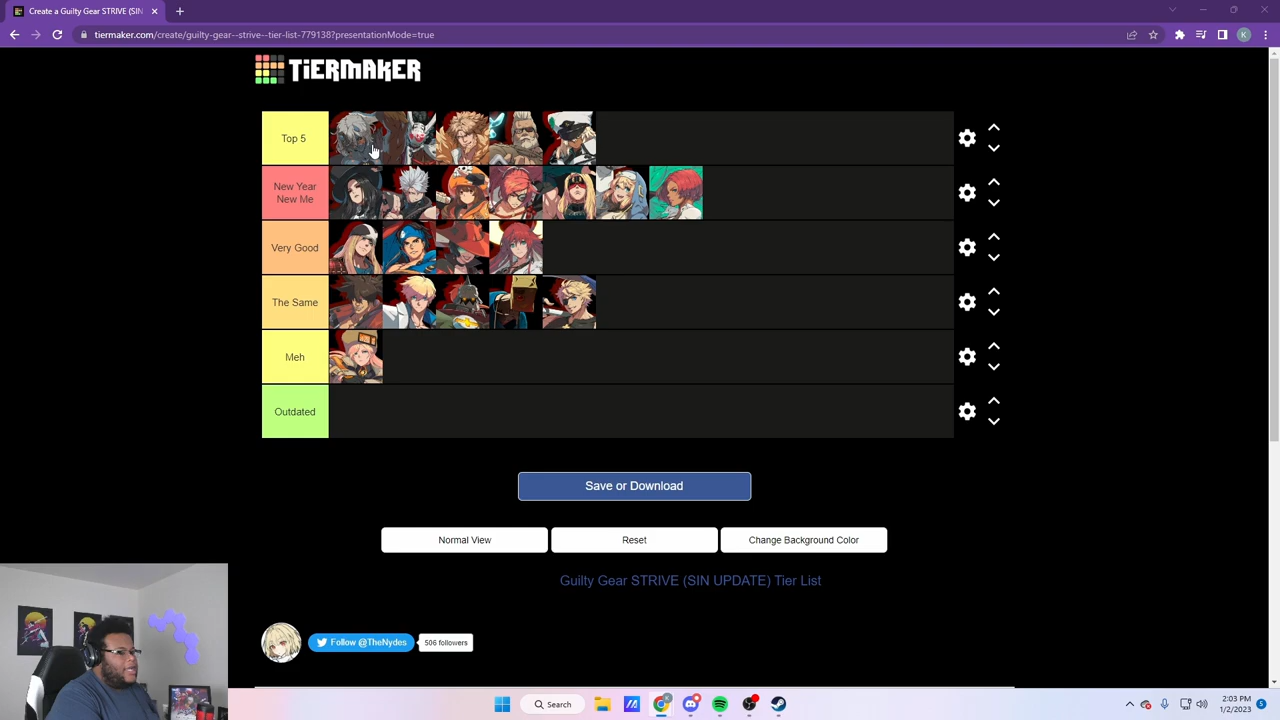 Create a Guilty Gear STRIVE (SIN
tiermaker.com/create/guilty-gear--strive--tier-list-779138?presentationMode=true
K
TIERMAKER
Top 5
New Year
New Me
Very Good
The Same
Meh
Outdated
Save or Download
Normal View
Reset
Change Background Color
Guilty Gear STRIVE (SIN UPDATE) Tier List
Follow @TheNydes
506 followers
Search
2:03 PM
1/2/2023